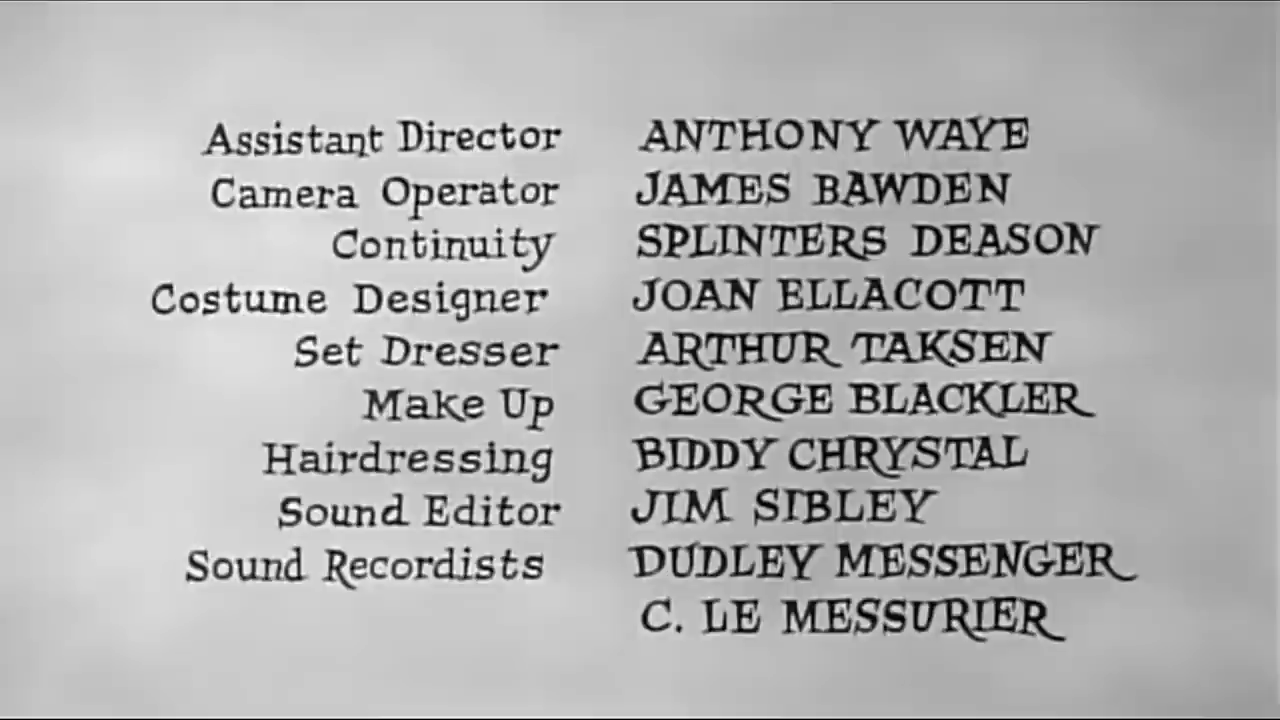 Assistant Director ANTHONY WAYE
Camera Operator JAMES BAWDEN
Continuity SPLINTERS DEASON
Costume Designer JOAN ELLACOTT
Set Dresser ARTHUR TAKSEN
Make Up GEORGE BLACKLER
Hairdressing BIDDY CHRYSTAL
Sound Editor JIM SIBLEY
Sound Recordists DUDLEY MESSENGER
C. LE MESSURIER